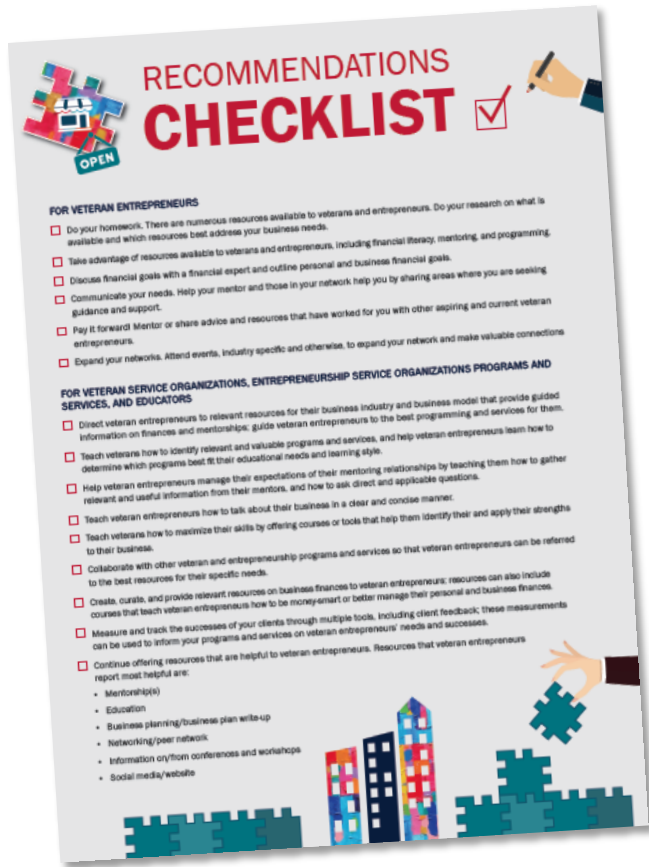 RECOMMENDATIONS
CHECKLIST
OPEN
FOR VETERAN ENTREPRENEURS
Do your homework. There are numerous resources available to veterans and entrepreneurs. Do your research on what is
available and which resources best address your business needs.
Take advantage of resources available to veterans and entrepreneurs, including financial literacy, mentoring, and programming.
Discuss financial goals with a financial expert and outline personal and business financial goals.
Communicate your needs. Help your mentor and those in your network help you by sharing areas where you are seeking
guidance and support.
Pay it forward! Mentor or share advice and resources that have worked for you with other aspiring and current veteran
entrepreneurs.
Expand your networks. Attend events, industry specific and otherwise, to expand your network and make valuable connections
FOR VETERAN SERVICE ORGANIZATIONS, ENTREPRENEURSHIP SERVICE ORGANIZATIONS PROGRAMS AND
SERVICES, AND EDUCATORS
Direct veteran entrepreneurs to relevant resources for their business industry and business model that provide guided
information on finances and mentorships; guide veteran entrepreneurs to the best programming and services for them.
Teach veterans how to identify relevant and valuable programs and services, and help veteran entrepreneurs learn how to
determine which programs best fit their educational needs and learning style.
Help veteran entrepreneurs manage their expectations of their mentoring relationships by teaching them how to gather
relevant and useful information from their mentors, and how to ask direct and applicable questions.
Teach veteran entrepreneurs how to talk about their business in a clear and concise manner.
Teach veterans how to maximize their skills by offering courses or tools that help them identify their and apply their strengths
to their business.
Collaborate with other veteran and entrepreneurship programs and services so that veteran entrepreneurs can be referred
to the best resources for their specific needs.
Create, curate, and provide relevant resources on business finances to veteran entrepreneurs; resources can also include
courses that teach veteran entrepreneurs how to be money-smart or better manage their personal and business finances.
Measure and track the successes of your clients through multiple tools, including client feedback; these measurements
can be used to inform your programs and services on veteran entrepreneurs' needs and successes.
Continue offering resources that are helpful to veteran entrepreneurs. Resources that veteran entrepreneurs
report most helpful are:
• Mentorship(s)
• Education
• Business planning/business plan write-up
• Networking/peer network
• Information on/from conferences and workshops
• Social media/website